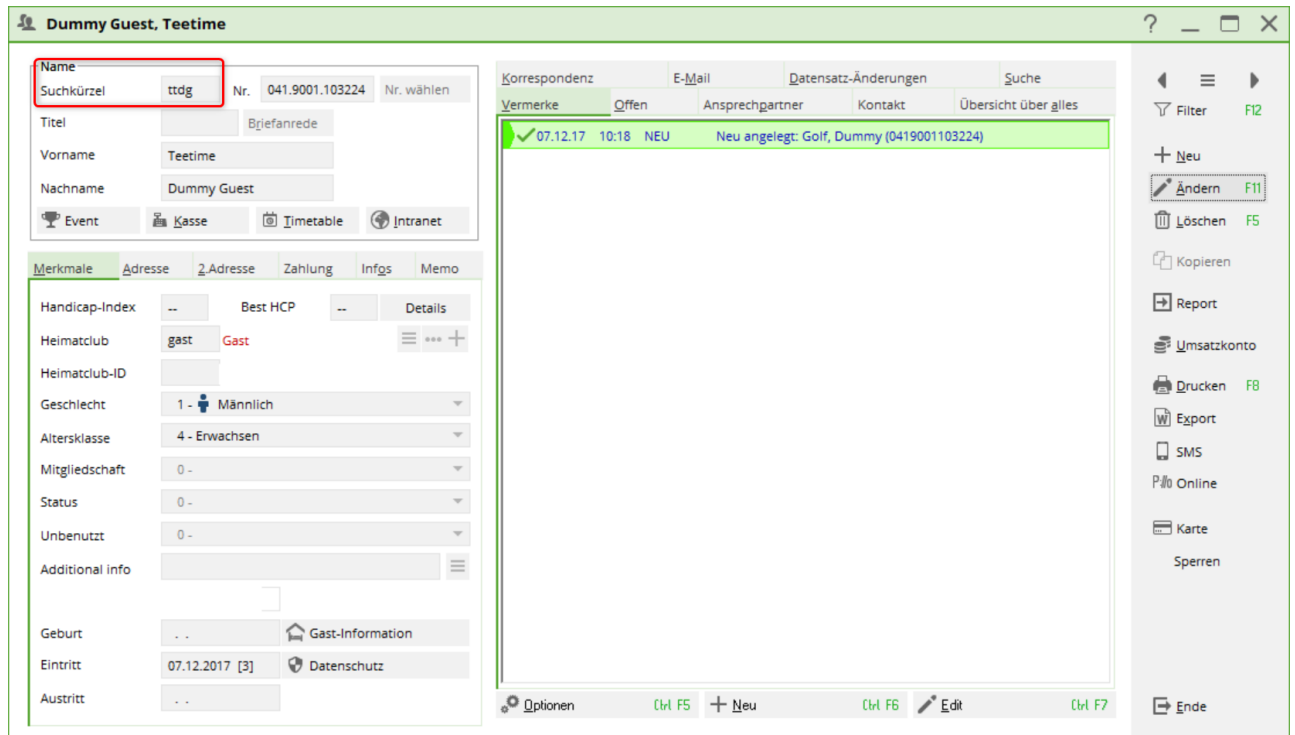 Dummy Guest, Teetime
?
Name
Suchkürzel ttdg Nr. 041.9001.103224 Nr. wählen
Titel Briefanrede
Vorname Teetime
Nachname Dummy Guest
Event Kasse Timetable Intranet
Merkmale Adresse 2.Adresse Zahlung Infos Memo
Handicap-Index -- Best HCP -- Details
Heimatclub gast Gast
Heimatclub-ID
Geschlecht 1 - Männlich
Altersklasse 4 - Erwachsen
Mitgliedschaft 0 -
Status 0 -
Unbenutzt 0 -
Additional info
Geburt . . Gast-Information
Eintritt 07.12.2017 [3] Datenschutz
Austritt . .
Korrespondenz E-Mail Datensatz-Änderungen Suche
Vermerke Offen Ansprechpartner Kontakt Übersicht über alles
07.12.17 10:18 NEU Neu angelegt: Golf, Dummy (0419001103224)
Optionen Ctrl F5 Neu Ctrl F6 Edit Ctrl F7
Filter F12
Neu
Ändern F11
Löschen F5
Kopieren
Report
Umsatzkonto
Drucken F8
Export
SMS
Online
Karte
Sperren
Ende